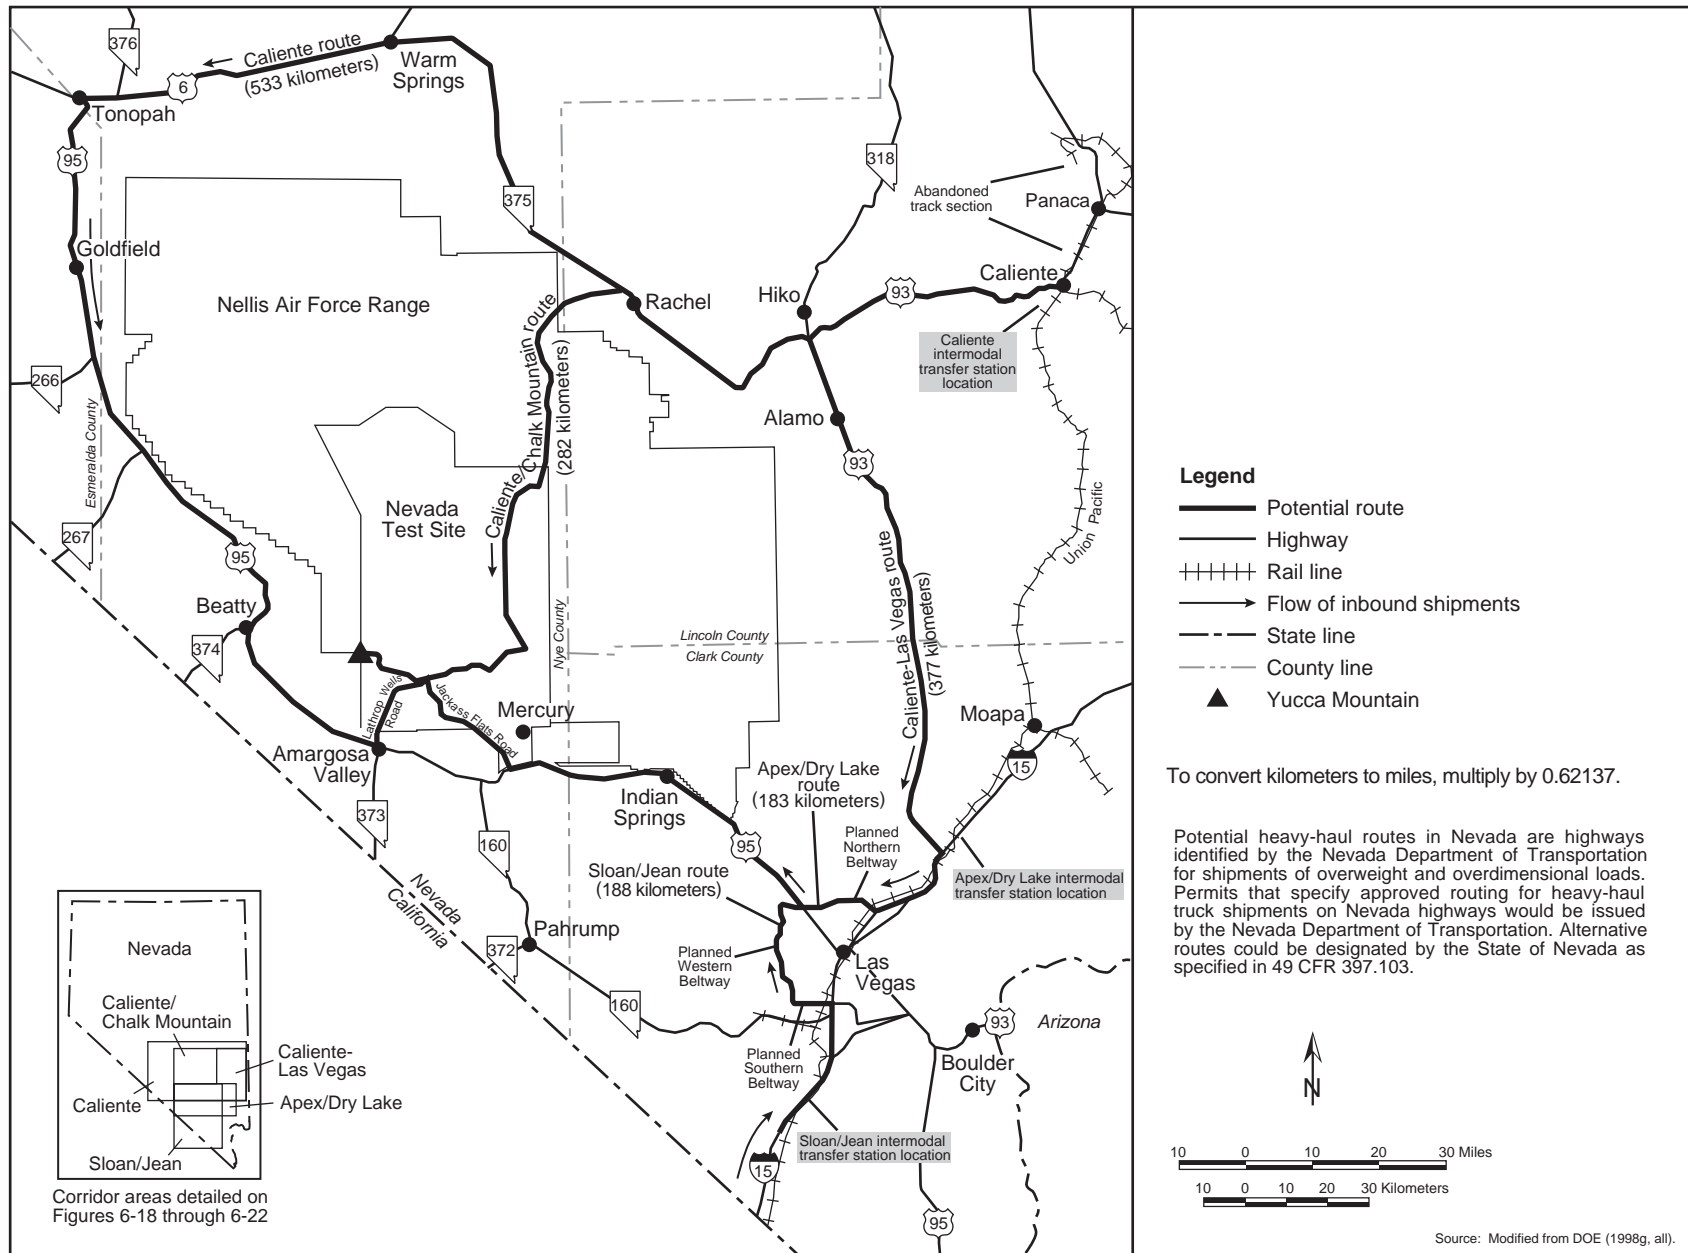 376
Caliente route
(533 kilometers)
Warm
Springs
6
Tonopah
95
375
318
Abandoned
track section
Panaca
Goldfield
Nellis Air Force Range
Rachel
Hiko
93
Caliente
Caliente
intermodal
transfer station
location
266
Esmeralda County
Caliente/Chalk Mountain route
(282 kilometers)
Alamo
93
Union Pacific
Nevada
Test Site
267
95
Beatty
374
Nye County
Lincoln County
Clark County
Caliente-Las Vegas route
(377 kilometers)
Lathrop Wells
Road
Jackass Flats Road
Mercury
Moapa
15
Amargosa
Valley
373
160
Indian
Springs
95
Apex/Dry Lake
route
(183 kilometers)
Planned
Northern
Beltway
Sloan/Jean route
(188 kilometers)
Apex/Dry Lake intermodal
transfer station location
Nevada
California
372
Pahrump
160
Planned
Western
Beltway
Las
Vegas
93
Arizona
Boulder
City
Planned
Southern
Beltway
Sloan/Jean intermodal
transfer station location
15
95
Nevada
Caliente/
Chalk Mountain
Caliente-
Las Vegas
Caliente
Apex/Dry Lake
Sloan/Jean
Corridor areas detailed on
Figures 6-18 through 6-22
Legend
Potential route
Highway
Rail line
Flow of inbound shipments
State line
County line
Yucca Mountain
To convert kilometers to miles, multiply by 0.62137.
Potential heavy-haul routes in Nevada are highways
identified by the Nevada Department of Transportation
for shipments of overweight and overdimensional loads.
Permits that specify approved routing for heavy-haul
truck shipments on Nevada highways would be issued
by the Nevada Department of Transportation. Alternative
routes could be designated by the State of Nevada as
specified in 49 CFR 397.103.
N
10 0 10 20 30 Miles
10 0 10 20 30 Kilometers
Source: Modified from DOE (1998g, all).